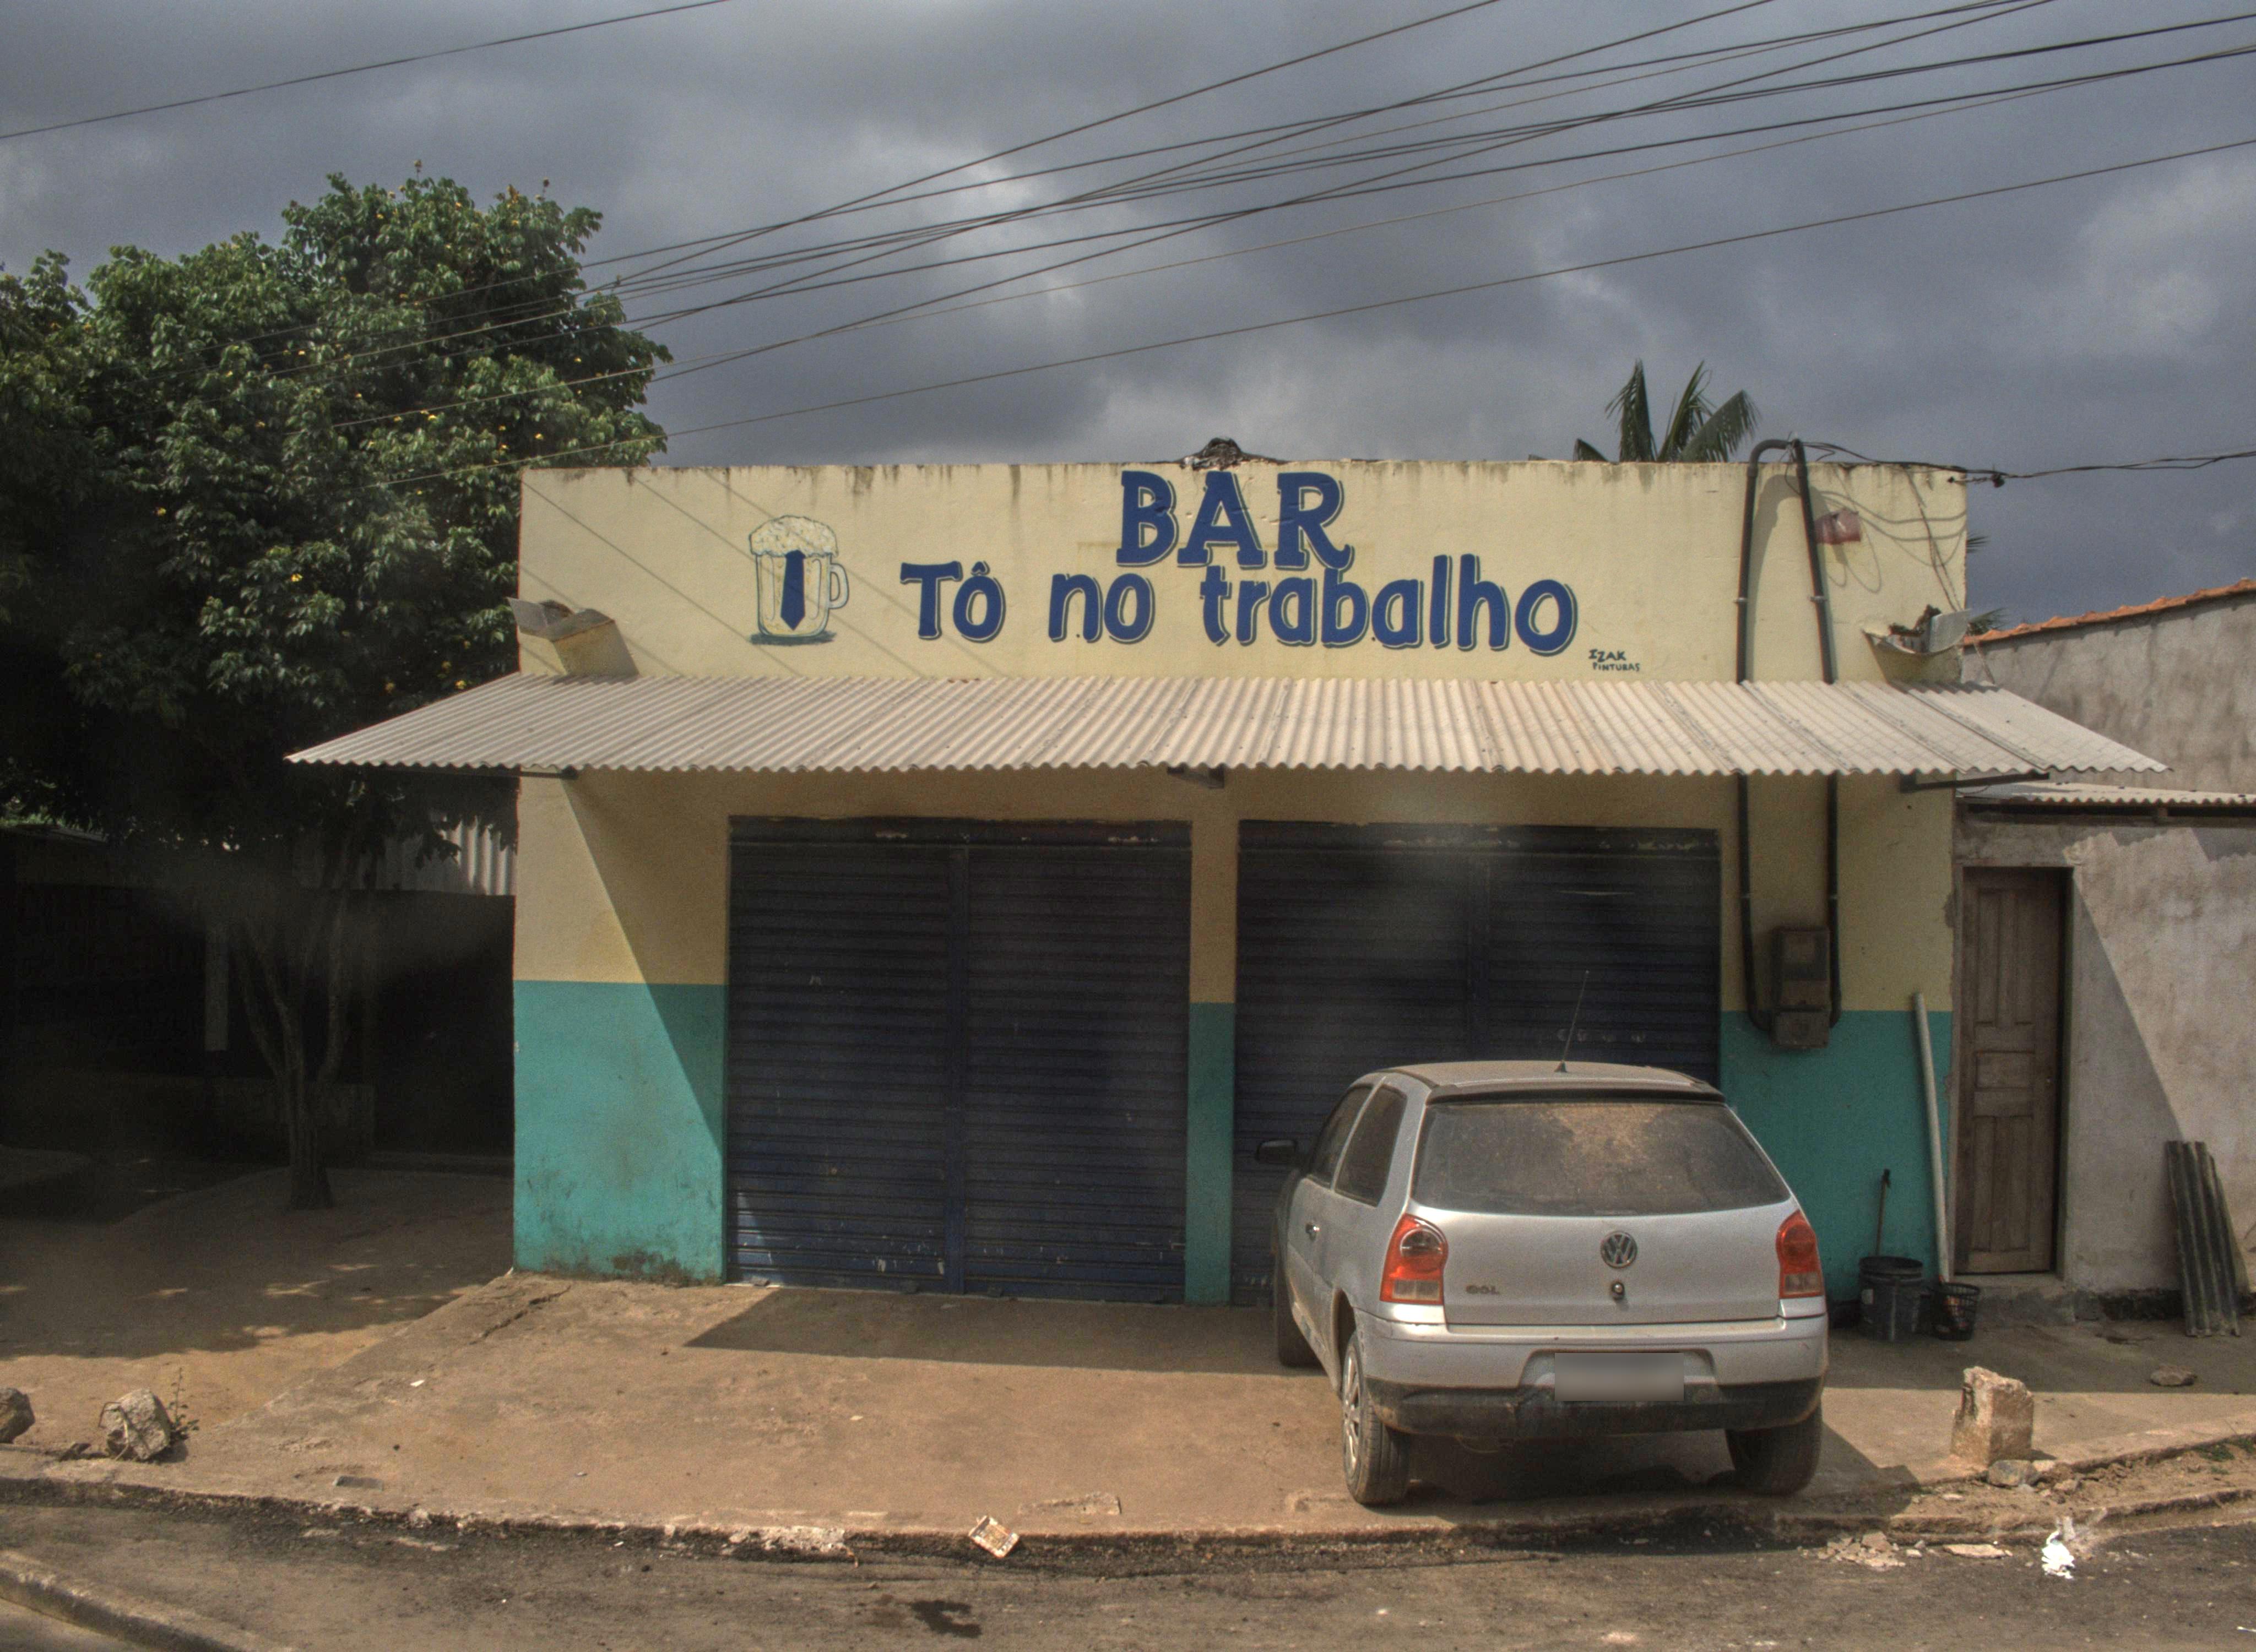 BAR
Tô no trabalho
IZAK
PINTURAS
GOL